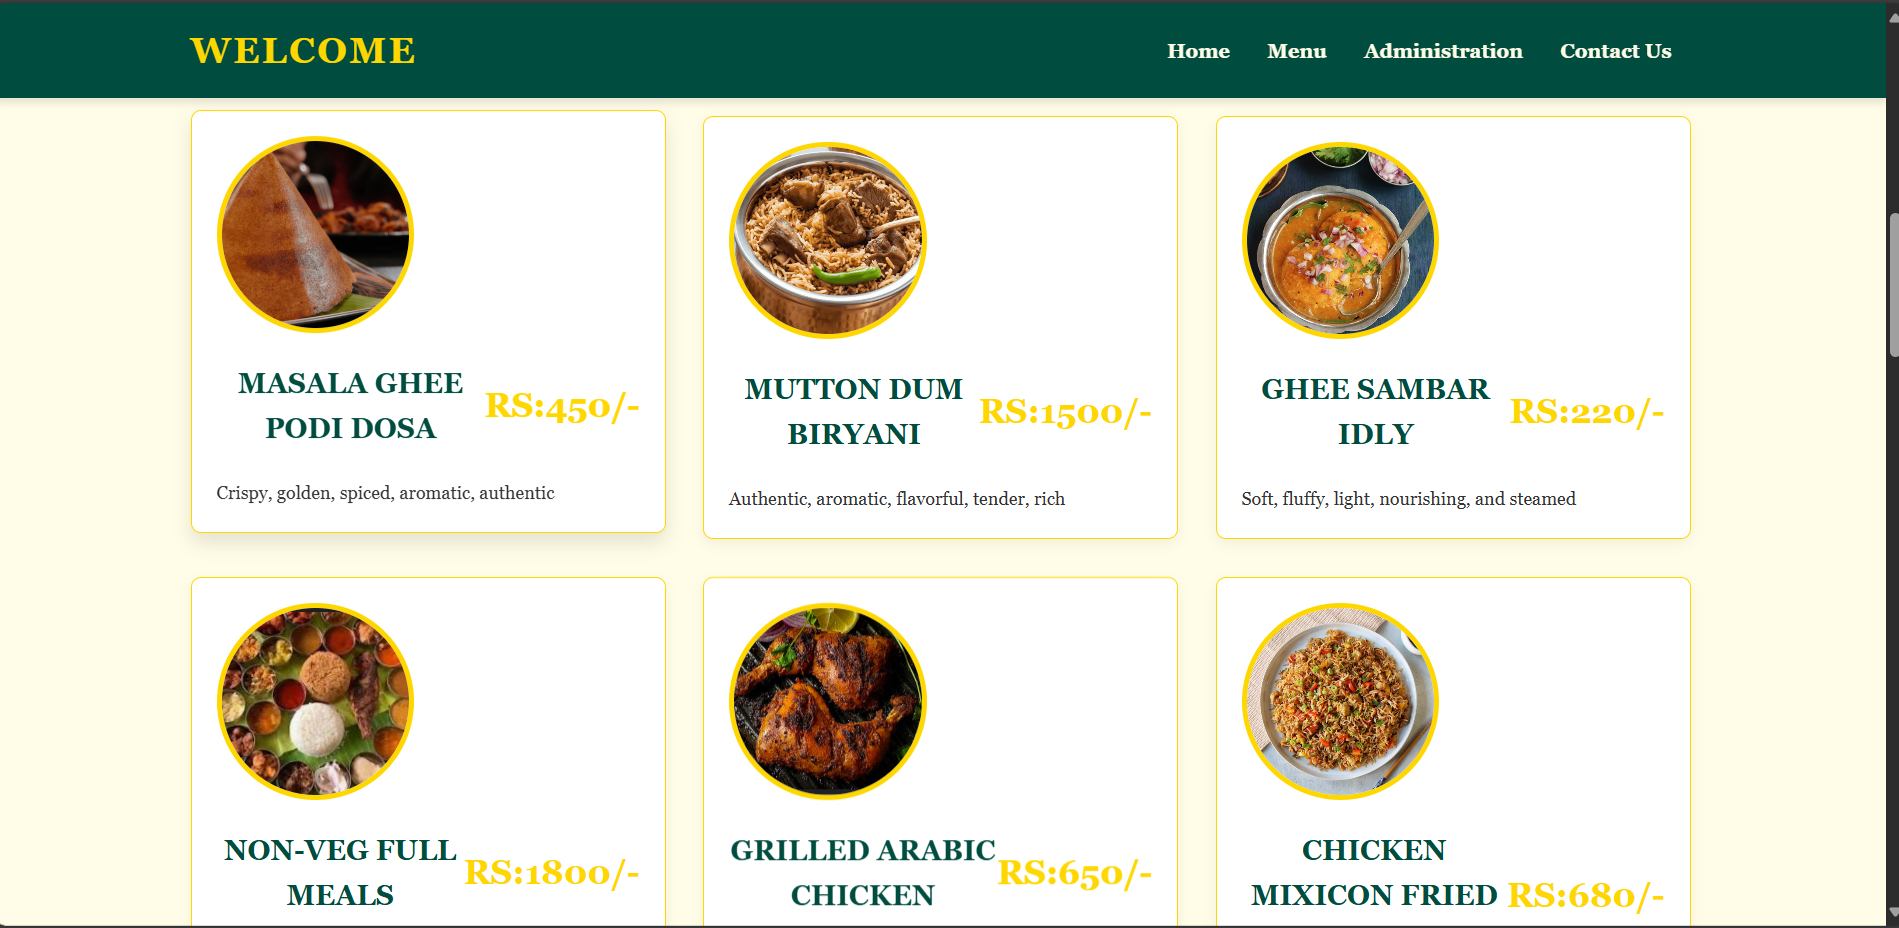 WELCOME
Home Menu Administration Contact Us
MASALA GHEE
PODI DOSA
RS:450/-
Crispy, golden, spiced, aromatic, authentic
MUTTON DUM
BIRYANI
RS:1500/-
Authentic, aromatic, flavorful, tender, rich
GHEE SAMBAR
IDLY
RS:220/-
Soft, fluffy, light, nourishing, and steamed
NON-VEG FULL
MEALS
RS:1800/-
GRILLED ARABIC
CHICKEN
RS:650/-
CHICKEN
MIXICON FRIED
RS:680/-